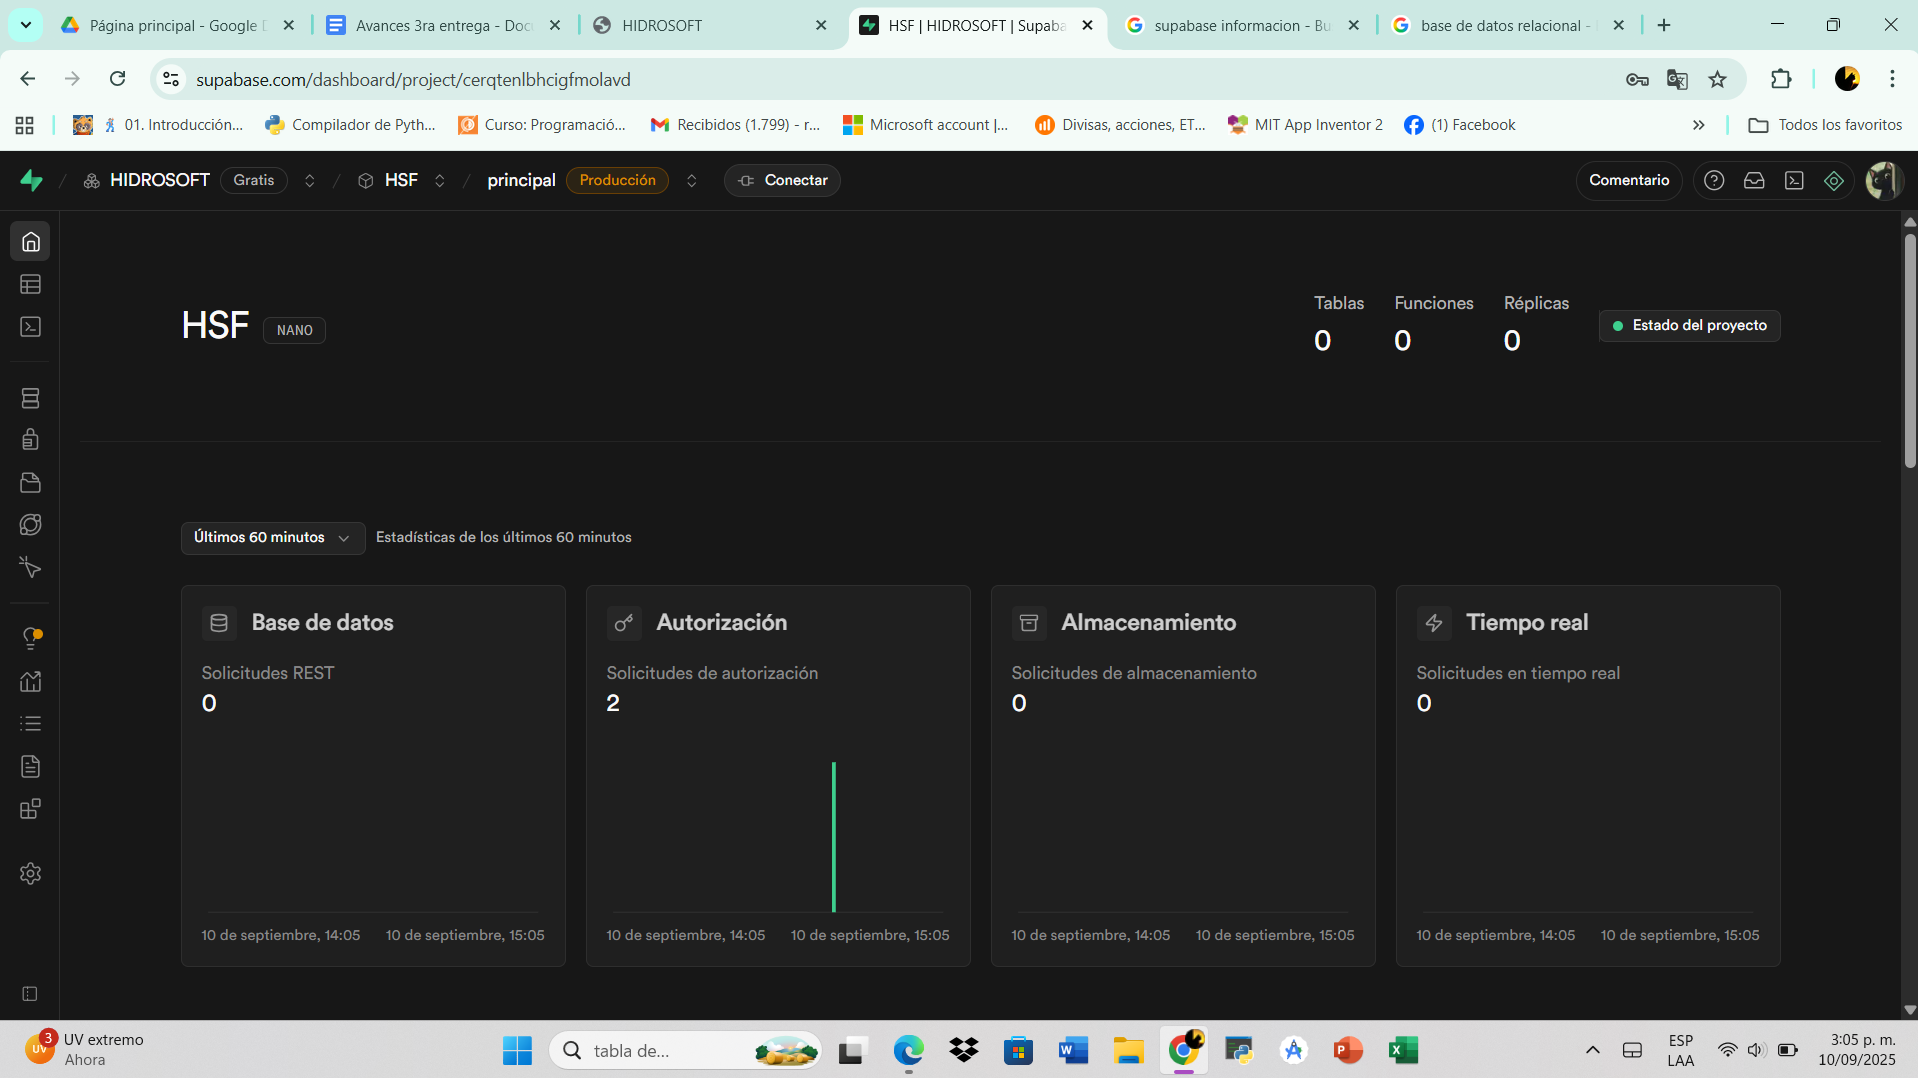 Página principal - Google D
Avances 3ra entrega - Docu
HIDROSOFT
HSF | HIDROSOFT | Supaba
supabase informacion - Bu
base de datos relacional -
supabase.com/dashboard/project/cerqtenlbhcigfmolavd
01. Introducción...
Compilador de Pyth...
Curso: Programació...
Recibidos (1.799) - r...
Microsoft account |...
Divisas, acciones, ET...
MIT App Inventor 2
(1) Facebook
Todos los favoritos
HIDROSOFT
Gratis
HSF
principal
Producción
Conectar
Comentario
HSF
NANO
Tablas
0
Funciones
0
Réplicas
0
Estado del proyecto
Últimos 60 minutos
Estadísticas de los últimos 60 minutos
Base de datos
Solicitudes REST
0
10 de septiembre, 14:05
10 de septiembre, 15:05
Autorización
Solicitudes de autorización
2
10 de septiembre, 14:05
10 de septiembre, 15:05
Almacenamiento
Solicitudes de almacenamiento
0
10 de septiembre, 14:05
10 de septiembre, 15:05
Tiempo real
Solicitudes en tiempo real
0
10 de septiembre, 14:05
10 de septiembre, 15:05
3
UV
UV extremo
Ahora
tabla de...
ESP
LAA
3:05 p. m.
10/09/2025